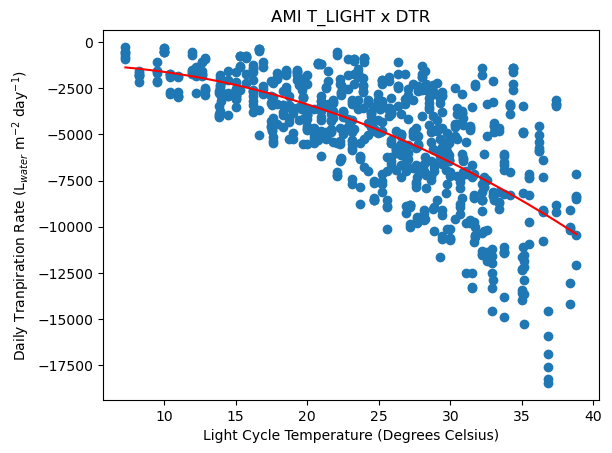 AMI T_LIGHT x DTR
0
−2500
−5000
−7500
−10000
−12500
−15000
−17500
Daily Tranpiration Rate (L_water m⁻² day⁻¹)
10 15 20 25 30 35 40
Light Cycle Temperature (Degrees Celsius)